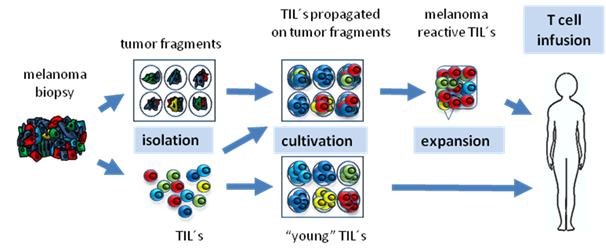 melanoma
biopsy
tumor fragments
isolation
TIL´s
TIL´s propagated
on tumor fragments
cultivation
“young” TIL´s
melanoma
reactive TIL´s
expansion
T cell
infusion